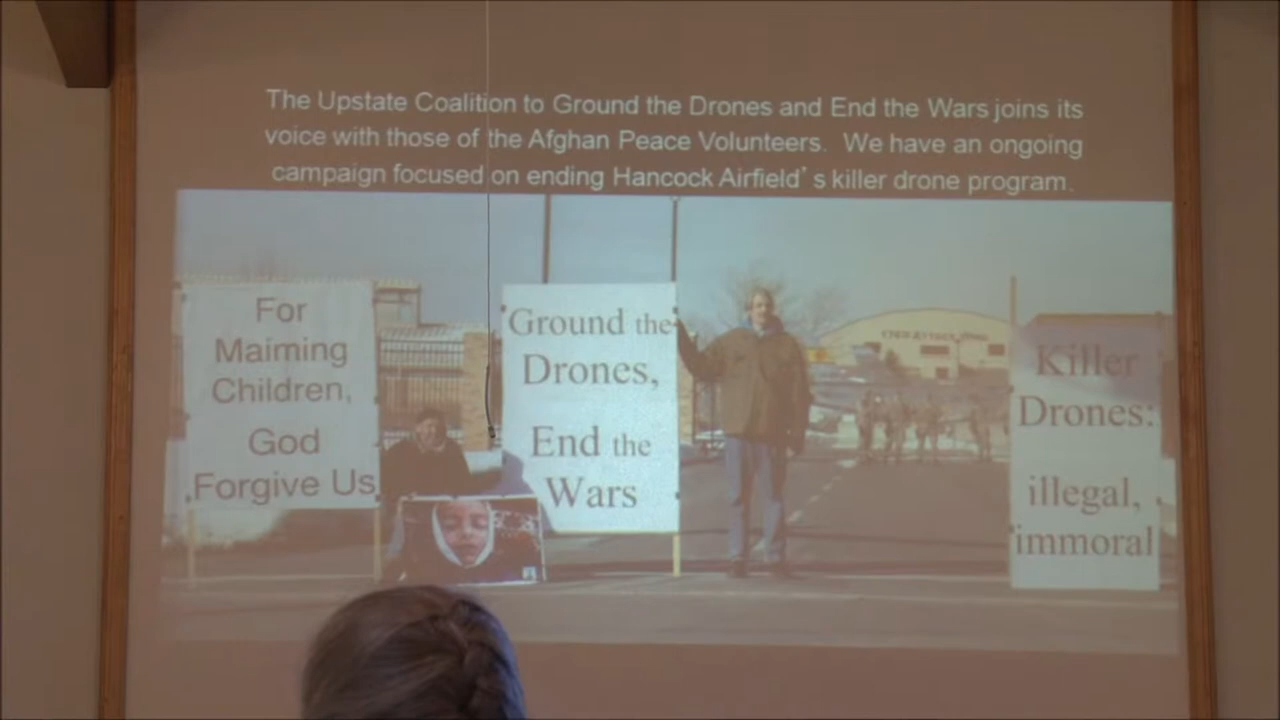 The Upstate Coalition to Ground the Drones and End the Wars joins its
voice with those of the Afghan Peace Volunteers. We have an ongoing
campaign focused on ending Hancock Airfield's killer drone program.
For
Maiming
Children,
God
Forgive Us
Ground the
Drones,
End the
Wars
Killer
Drones:
illegal,
immoral